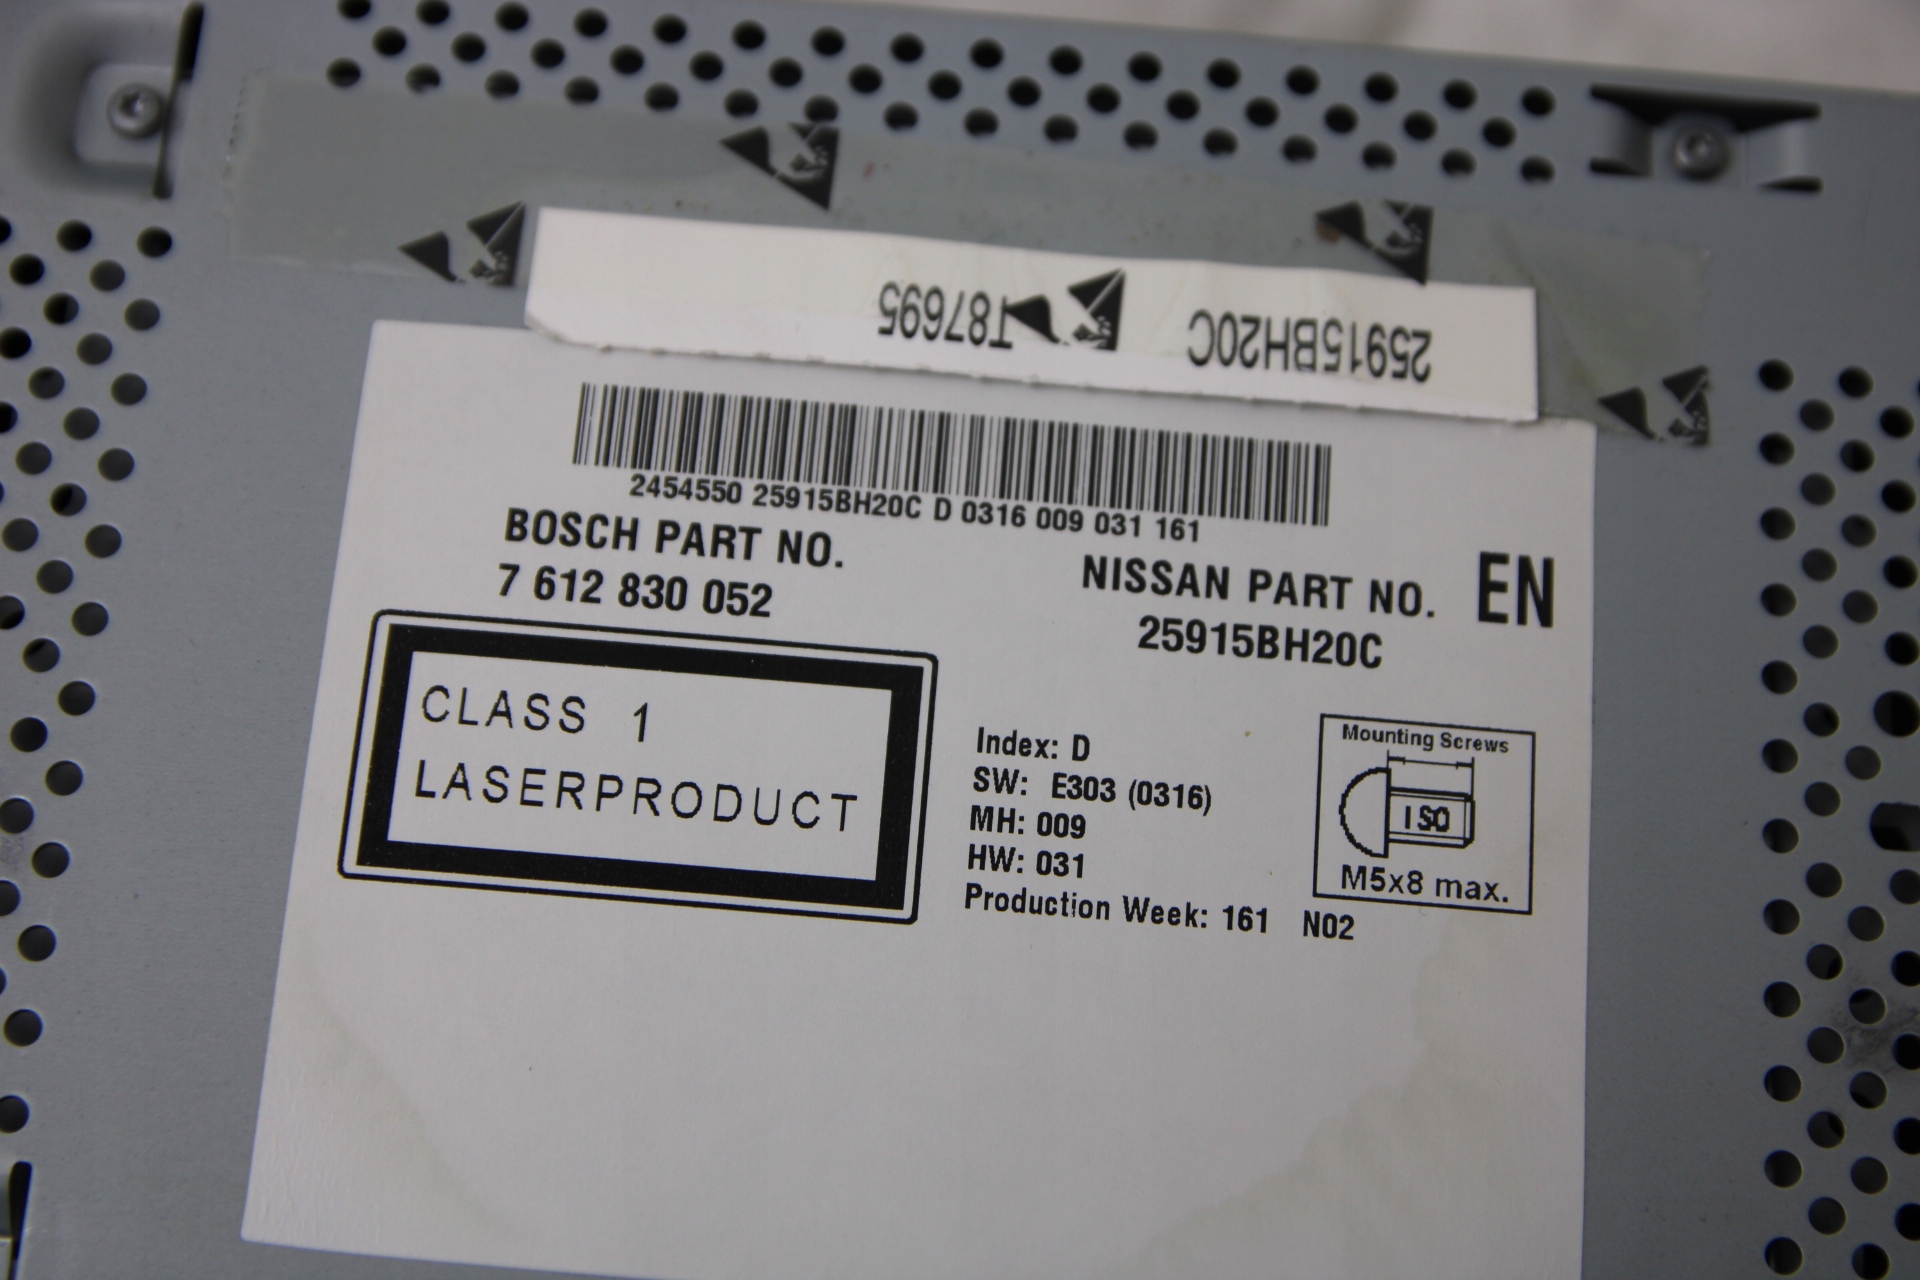 25915BH20C T87695
2454550 25915BH20C D 0316 009 031 161
BOSCH PART NO.
7 612 830 052
NISSAN PART NO.
25915BH20C
EN
CLASS 1
LASERPRODUCT
Index: D
SW: E303 (0316)
MH: 009
HW: 031
Production Week: 161 N02
Mounting Screws
ISO
M5x8 max.